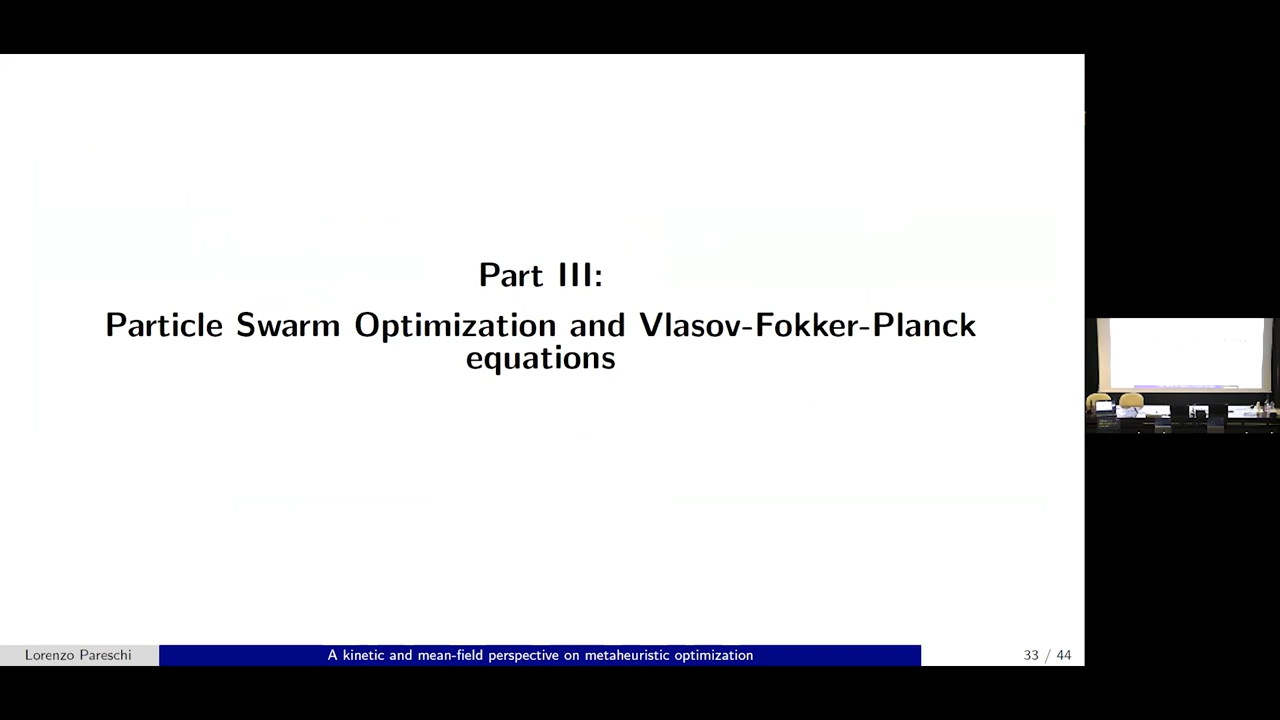 Part III:
Particle Swarm Optimization and Vlasov-Fokker-Planck
equations
Lorenzo Pareschi
A kinetic and mean-field perspective on metaheuristic optimization
33 / 44